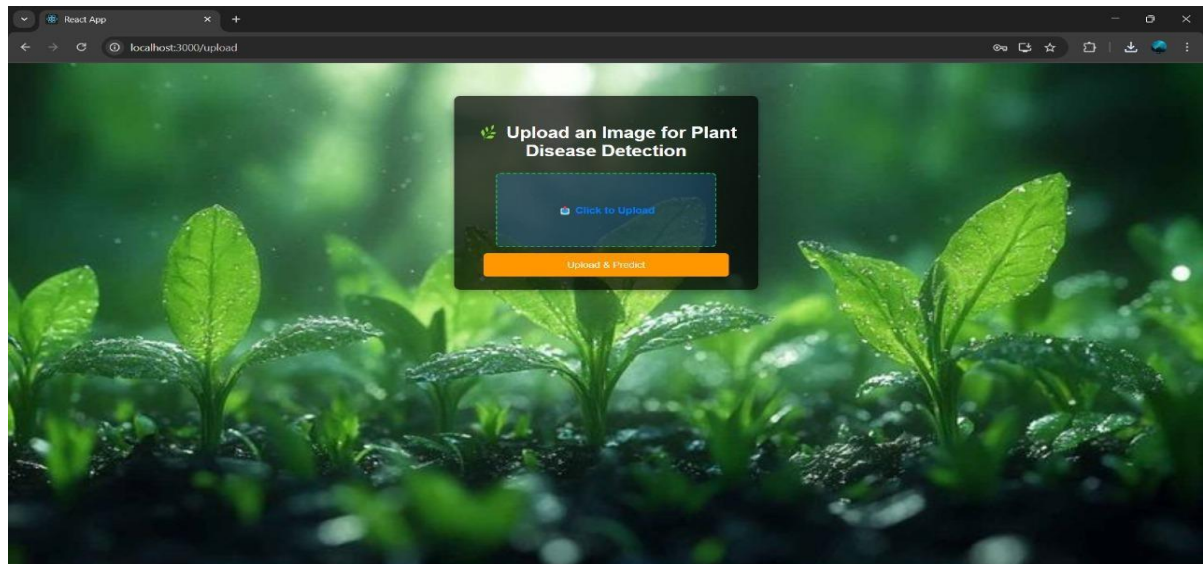 React App
localhost:3000/upload
Upload an Image for Plant
Disease Detection
Click to Upload
Upload & Predict